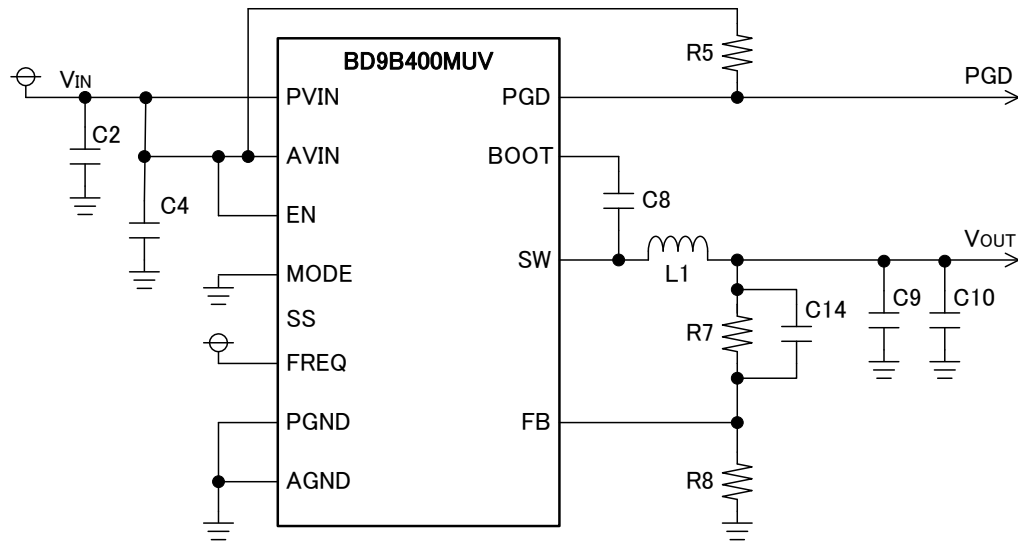 BD9B400MUV
R5
VIN
PVIN
PGD
PGD
C2
AVIN
BOOT
C4
C8
EN
SW
VOUT
MODE
L1
SS
C14
C9
C10
R7
FREQ
PGND
FB
AGND
R8